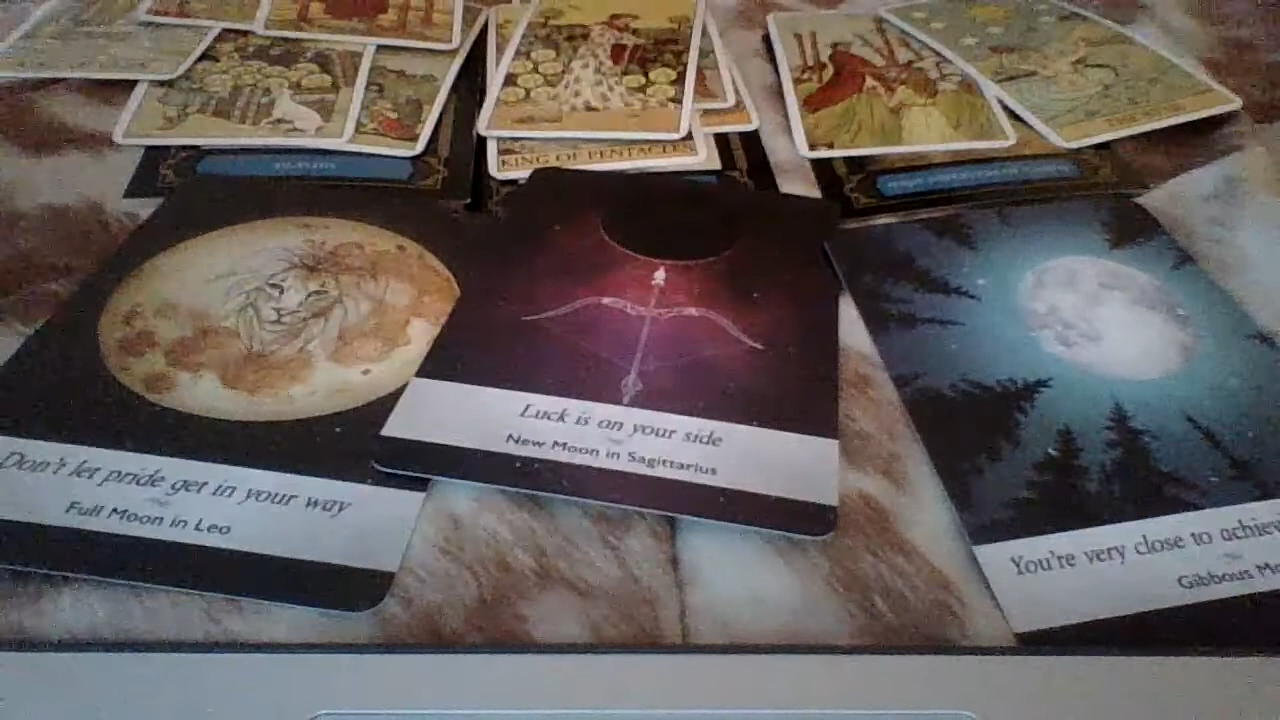 KING OF PENTACLES
Don't let pride get in your way
Full Moon in Leo
Luck is on your side
New Moon in Sagittarius
You're very close to
Gibbous